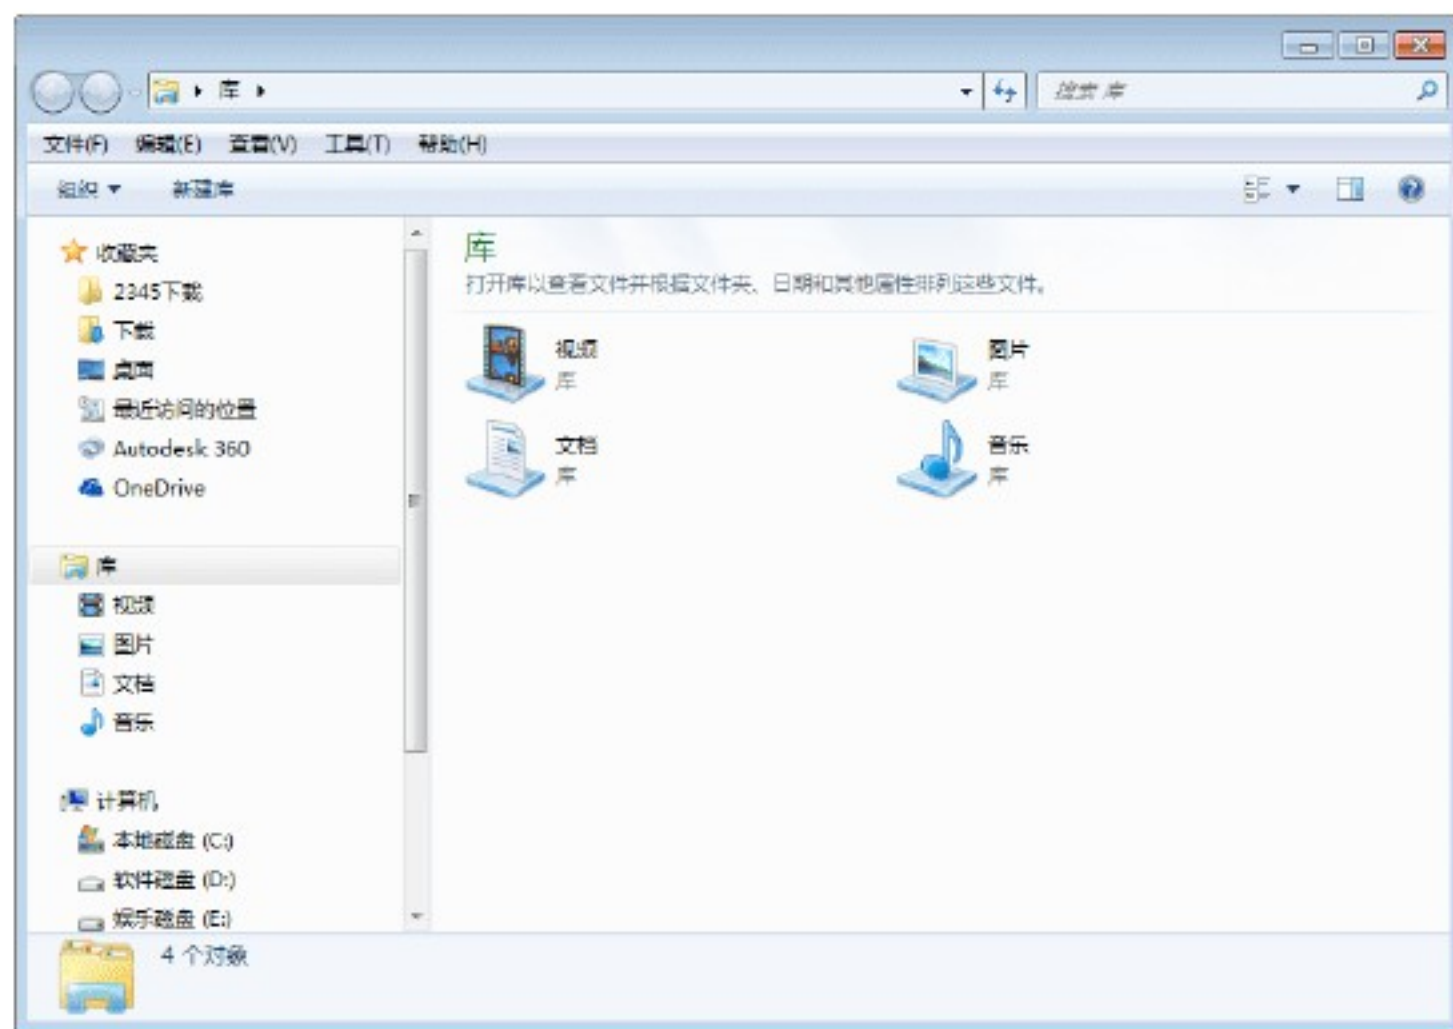 库
搜索 库
文件(F) 编辑(E) 查看(V) 工具(T) 帮助(H)
组织 新建库
收藏夹
2345下载
下载
桌面
最近访问的位置
Autodesk 360
OneDrive
库
视频
图片
文档
音乐
计算机
本地磁盘 (C:)
软件磁盘 (D:)
娱乐磁盘 (E:)
库
打开库以查看文件并根据文件夹、日期和其他属性排列这些文件。
视频
库
图片
库
文档
库
音乐
库
4 个对象